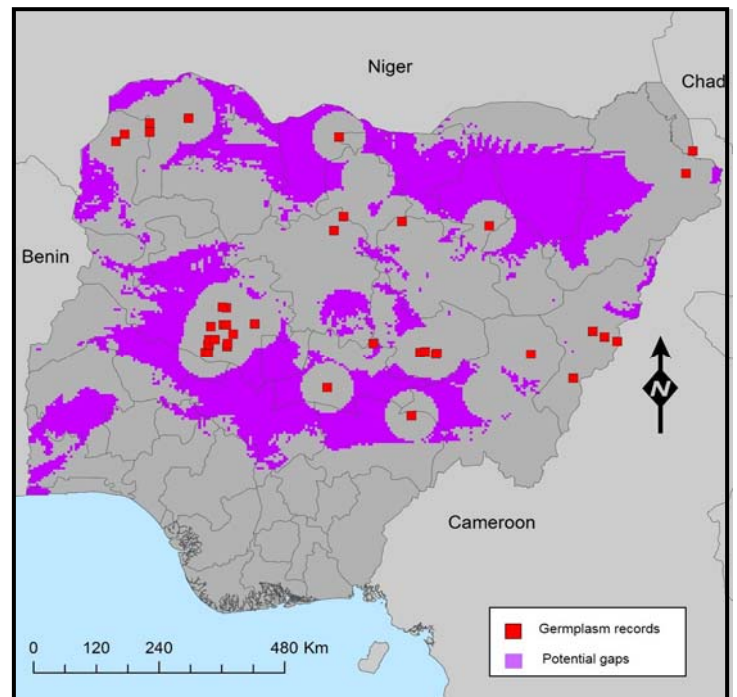 Niger
Chad
Benin
N
Cameroon
Germplasm records
Potential gaps
0 120 240 480 Km